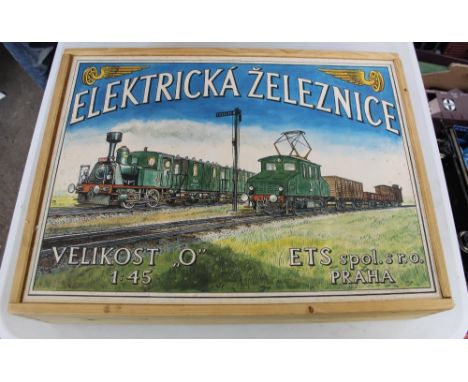 ELEKTRICKÁ ŽELEZNICE
VELIKOST „O"
1-45
ETS spol. s r.o.
PRAHA